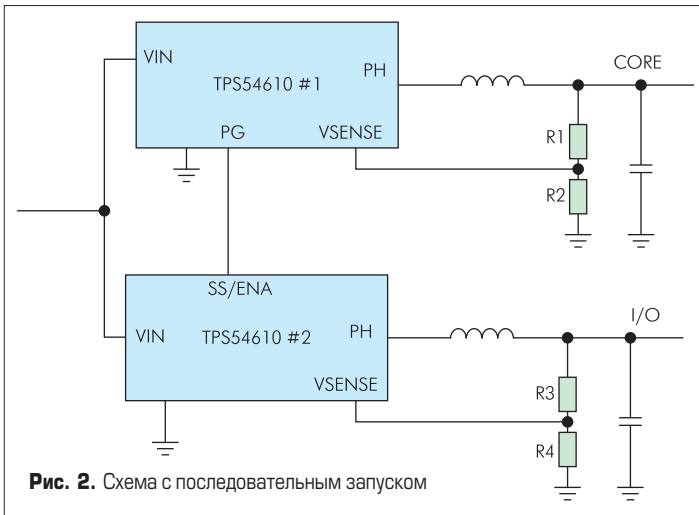 VIN
TPS54610 #1
PH
CORE
PG
VSENSE
R1
R2
SS/ENA
VIN
TPS54610 #2
PH
I/O
VSENSE
R3
R4
Рис. 2. Схема с последовательным запуском